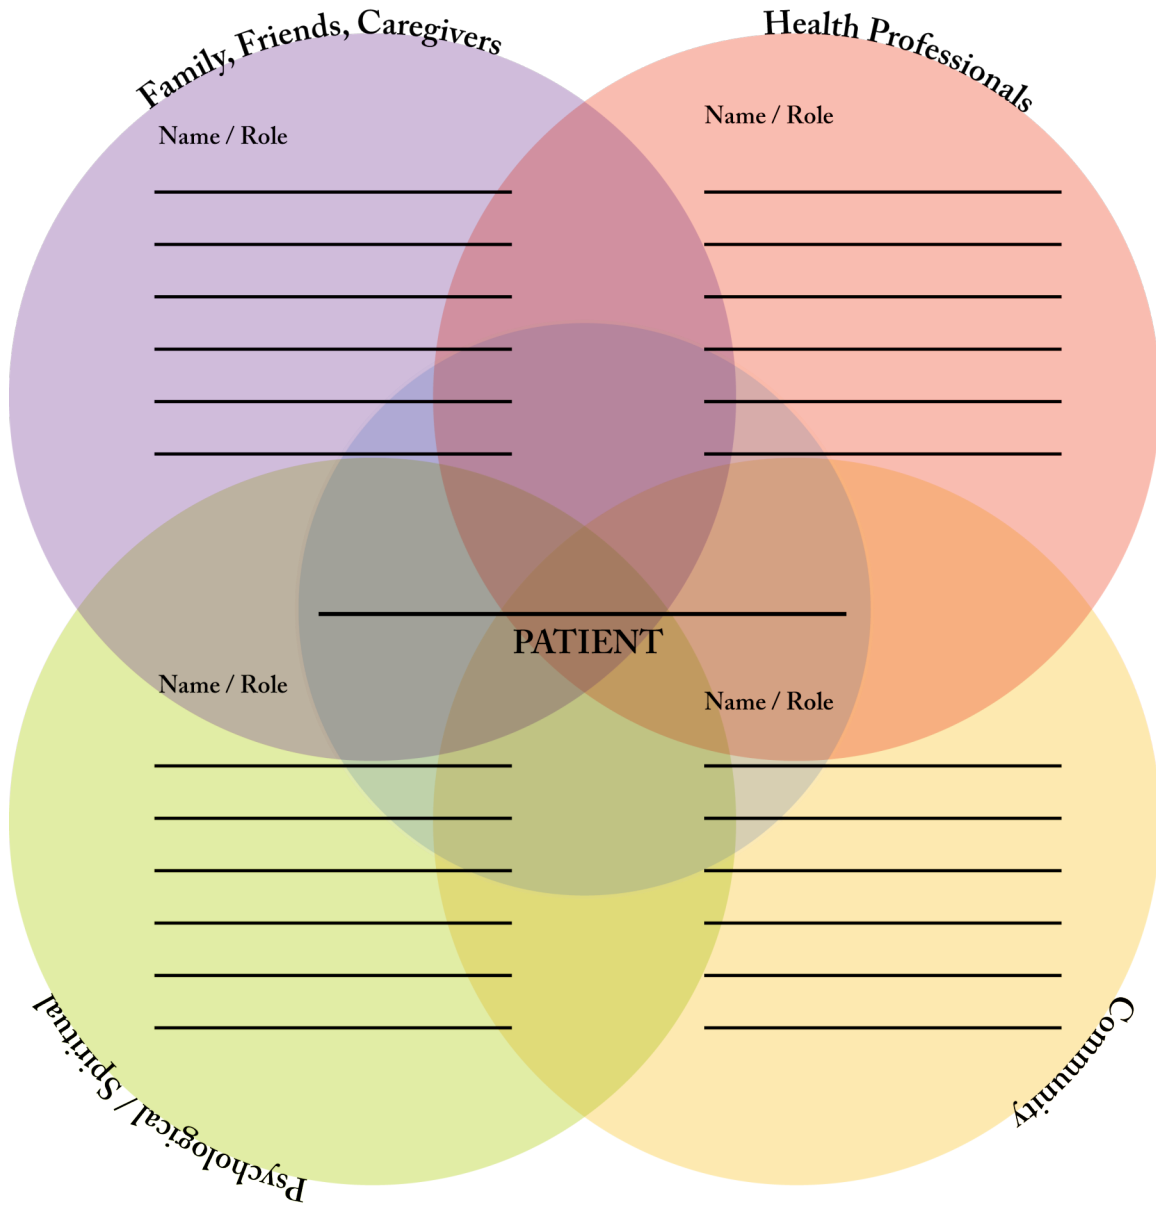 Family, Friends, Caregivers
Health Professionals
Name / Role
Name / Role
PATIENT
Name / Role
Name / Role
Psychological / Spiritual
Community